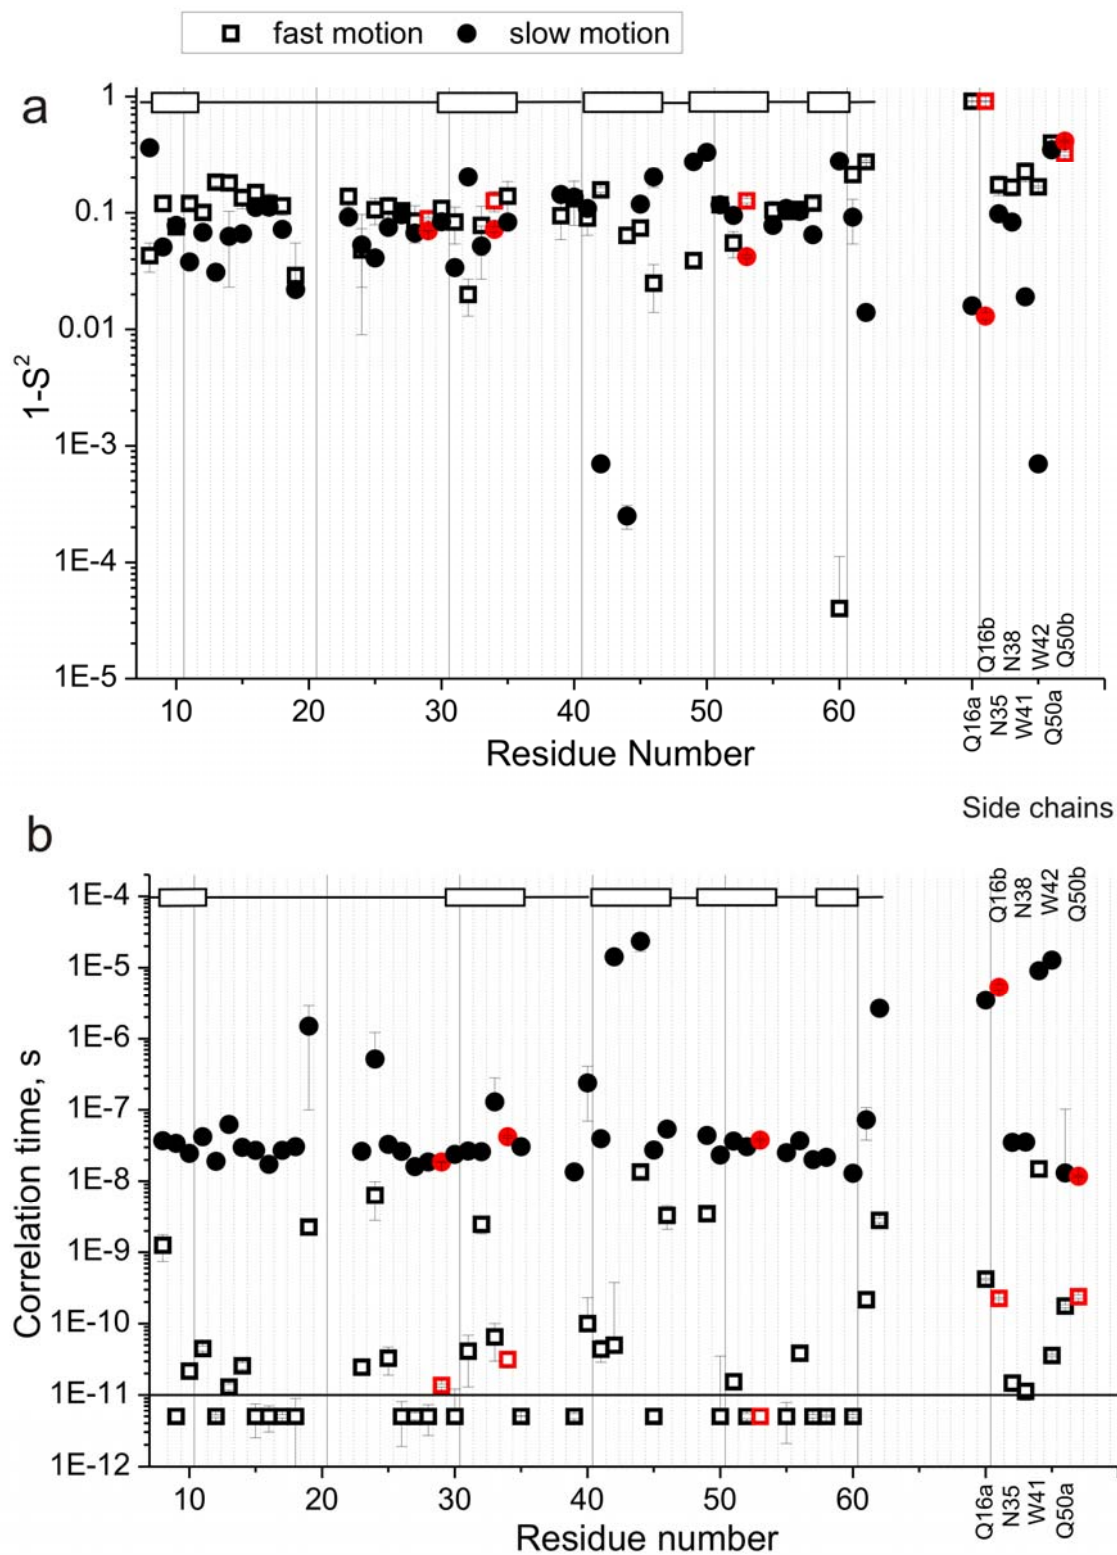 fast motion slow motion
a
1
0.1
0.01
1E-3
1E-4
1E-5
1-S²
10 20 30 40 50 60
Residue Number
Q16a Q16b N35 N38 W41 W42 Q50a Q50b
Side chains
b
1E-4
1E-5
1E-6
1E-7
1E-8
1E-9
1E-10
1E-11
1E-12
Correlation time, s
Q16b N38 W42 Q50b
10 20 30 40 50 60
Q16a N35 W41 Q50a
Residue number